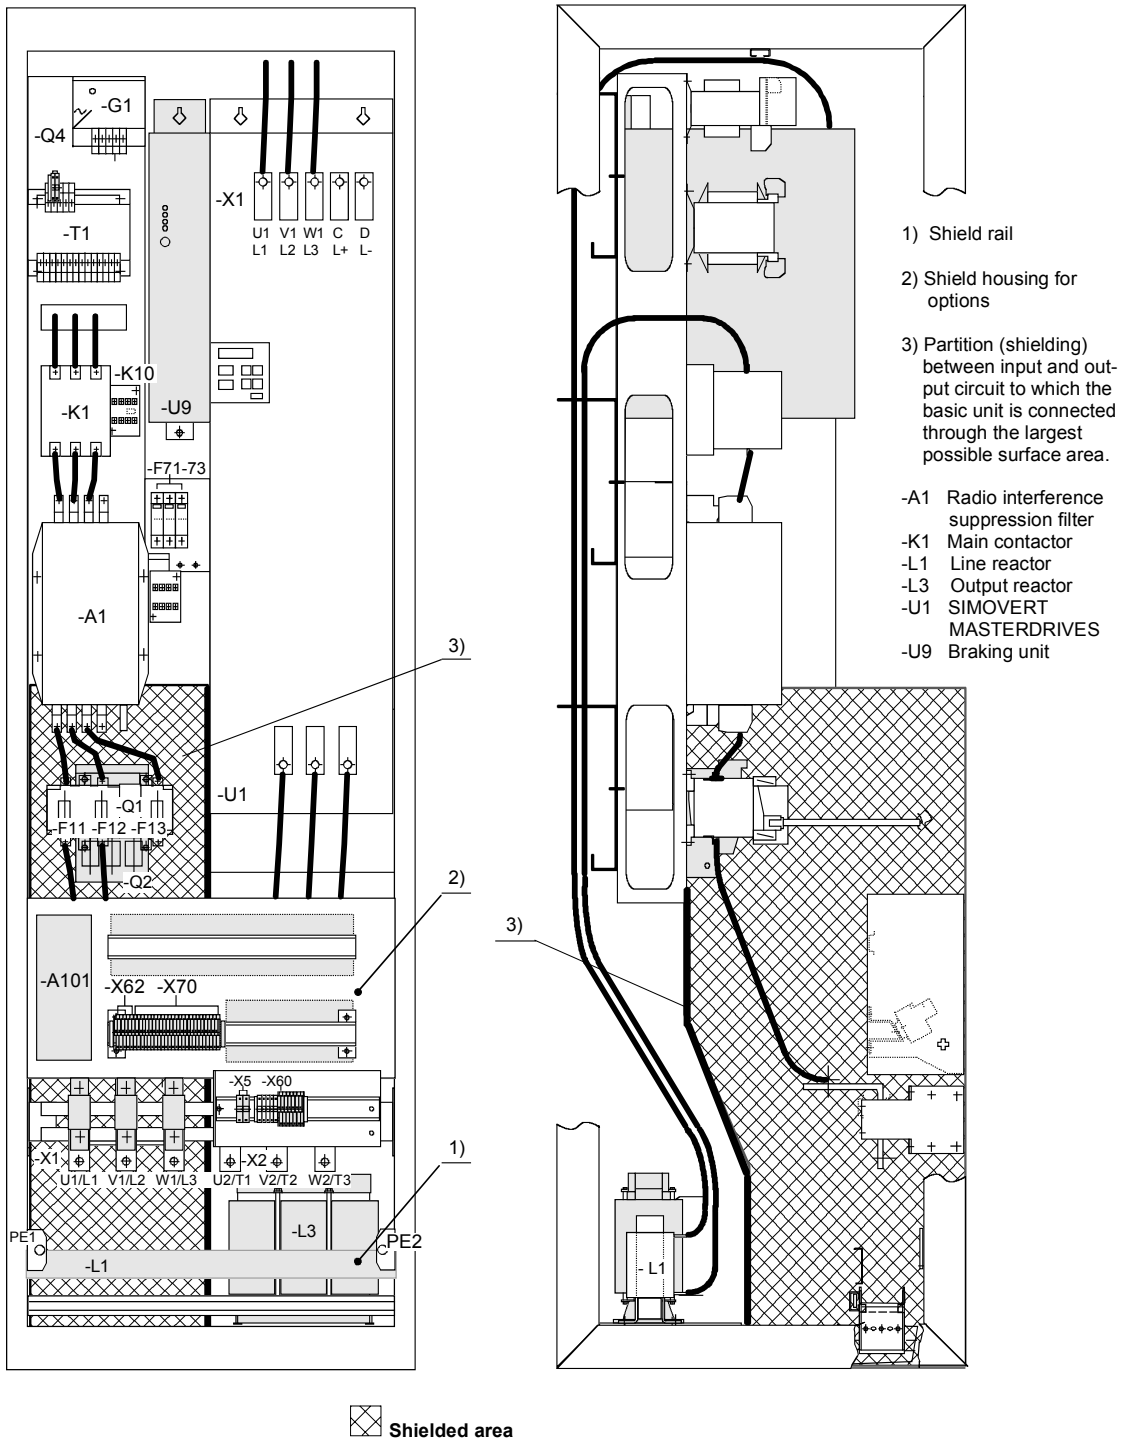 -G1
-Q4
-X1
U1 V1 W1 C D
L1 L2 L3 L+ L-
-T1
-K10
-K1
-U9
-F71-73
-A1
3)
-U1
-Q1
-F11 -F12 -F13
-Q2
2)
-A101
-X62 -X70
-X5 -X60
-X1
-X2
U1/L1 V1/L2 W1/L3 U2/T1 V2/T2 W2/T3
1)
PE1
-L3
PE2
-L1
3)
- L1
1) Shield rail
2) Shield housing for
options
3) Partition (shielding)
between input and out-
put circuit to which the
basic unit is connected
through the largest
possible surface area.
-A1 Radio interference
suppression filter
-K1 Main contactor
-L1 Line reactor
-L3 Output reactor
-U1 SIMOVERT
MASTERDRIVES
-U9 Braking unit
Shielded area